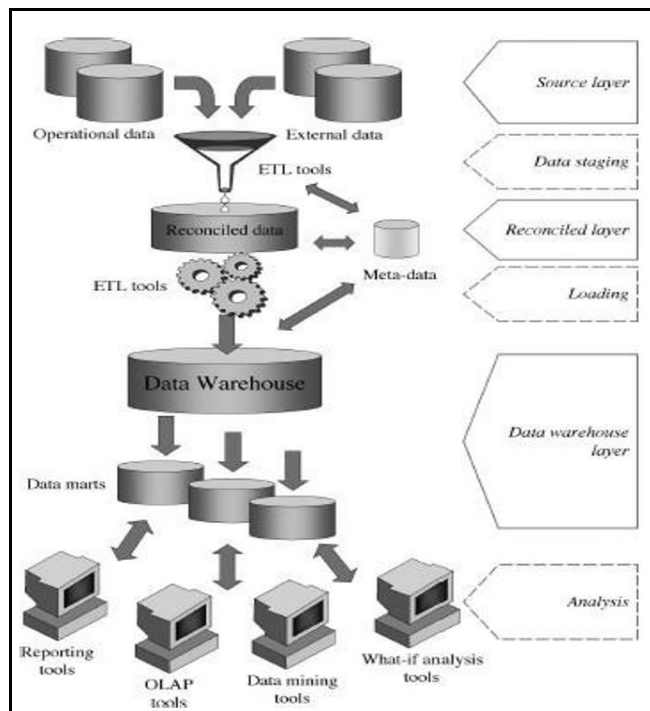 Operational data
External data
Source layer
ETL tools
Data staging
Reconciled data
Reconciled layer
Meta-data
ETL tools
Loading
Data Warehouse
Data warehouse
layer
Data marts
Analysis
Reporting
tools
OLAP
tools
Data mining
tools
What-if analysis
tools